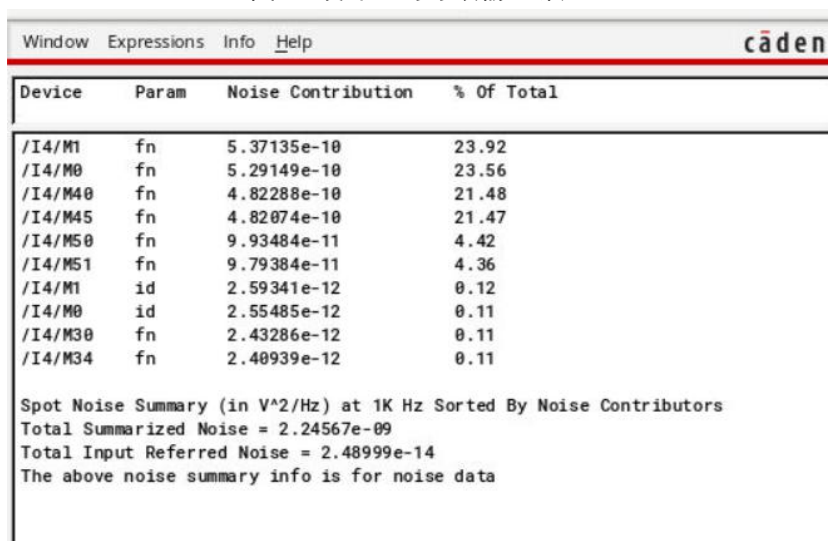 Window Expressions Info Help cāden
Device Param Noise Contribution % Of Total
/I4/M1 fn 5.37135e-10 23.92
/I4/M0 fn 5.29149e-10 23.56
/I4/M40 fn 4.82288e-10 21.48
/I4/M45 fn 4.82074e-10 21.47
/I4/M50 fn 9.93484e-11 4.42
/I4/M51 fn 9.79384e-11 4.36
/I4/M1 id 2.59341e-12 0.12
/I4/M0 id 2.55485e-12 0.11
/I4/M30 fn 2.43286e-12 0.11
/I4/M34 fn 2.40939e-12 0.11
Spot Noise Summary (in V^2/Hz) at 1K Hz Sorted By Noise Contributors
Total Summarized Noise = 2.24567e-09
Total Input Referred Noise = 2.48999e-14
The above noise summary info is for noise data